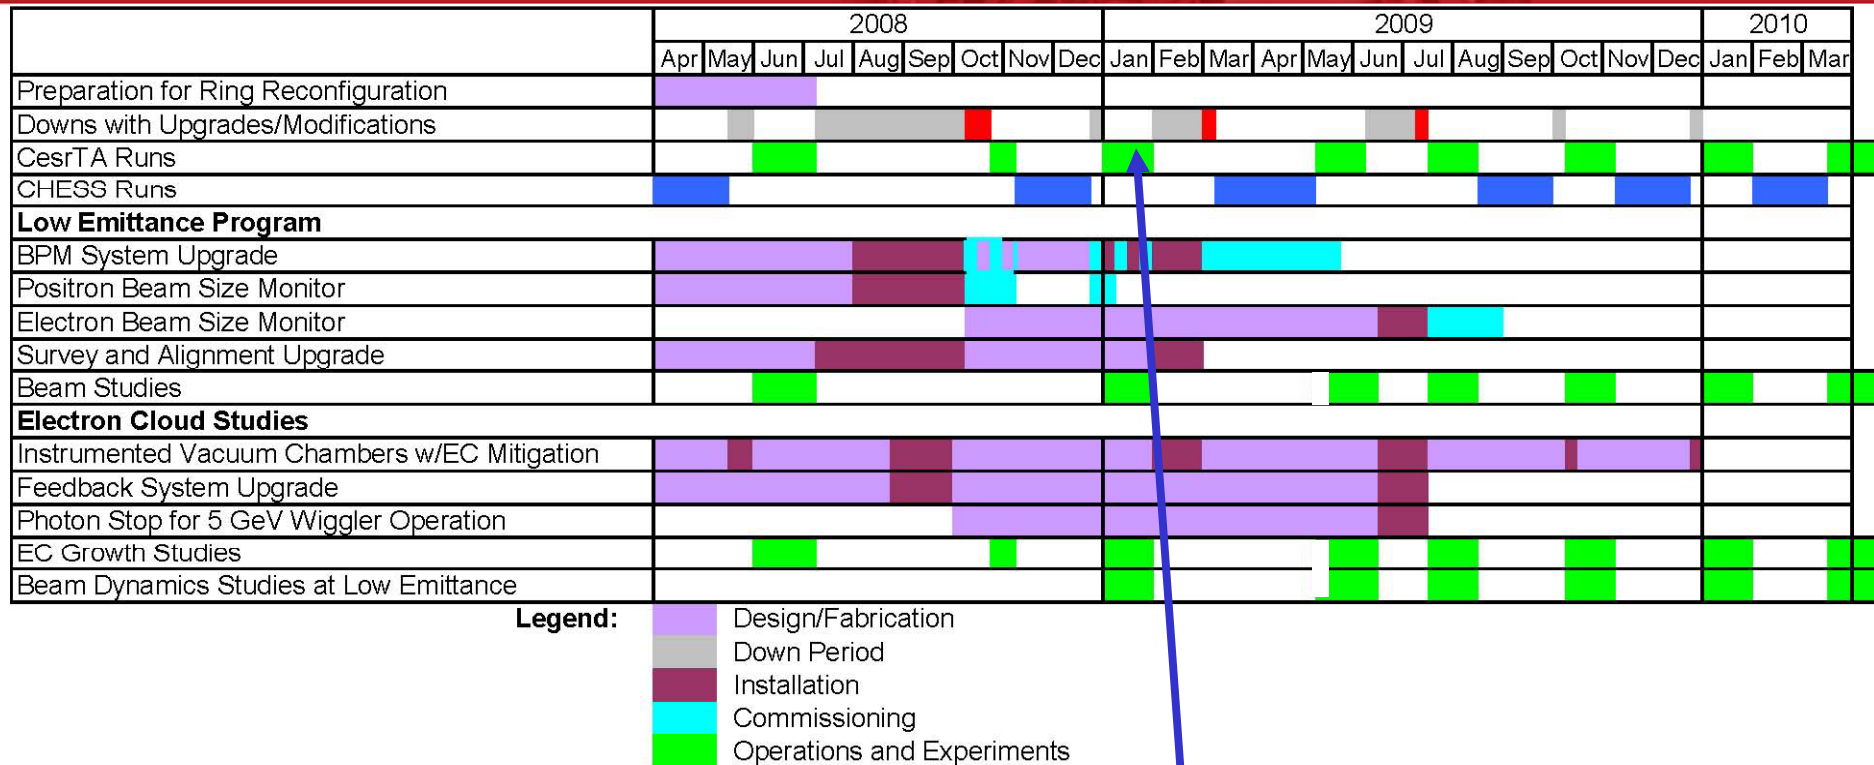 2008 2009 2010
Apr May Jun Jul Aug Sep Oct Nov Dec Jan Feb Mar Apr May Jun Jul Aug Sep Oct Nov Dec Jan Feb Mar
Preparation for Ring Reconfiguration
Downs with Upgrades/Modifications
CesrTA Runs
CHESS Runs
Low Emittance Program
BPM System Upgrade
Positron Beam Size Monitor
Electron Beam Size Monitor
Survey and Alignment Upgrade
Beam Studies
Electron Cloud Studies
Instrumented Vacuum Chambers w/EC Mitigation
Feedback System Upgrade
Photon Stop for 5 GeV Wiggler Operation
EC Growth Studies
Beam Dynamics Studies at Low Emittance
Legend: Design/Fabrication
Down Period
Installation
Commissioning
Operations and Experiments